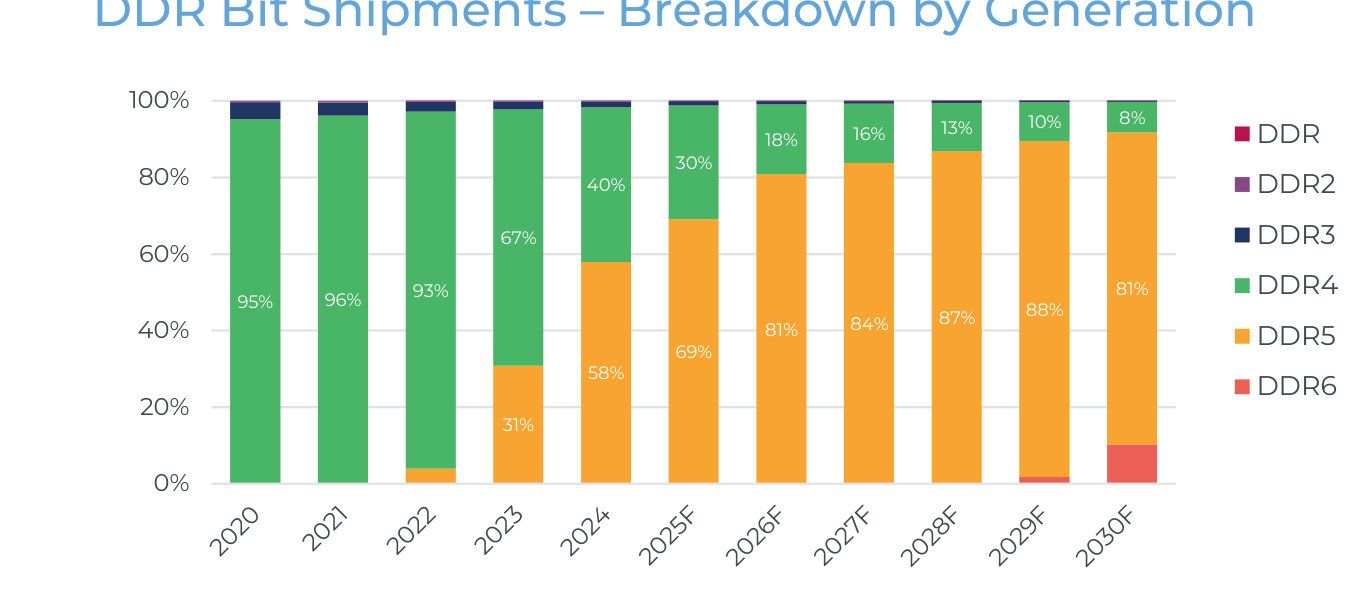 DDR Bit Shipments – Breakdown by Generation
100%
80%
60%
40%
20%
0%
95%
96%
93%
67%
31%
40%
58%
30%
69%
18%
81%
16%
84%
13%
87%
10%
88%
8%
81%
2020
2021
2022
2023
2024
2025F
2026F
2027F
2028F
2029F
2030F
DDR
DDR2
DDR3
DDR4
DDR5
DDR6